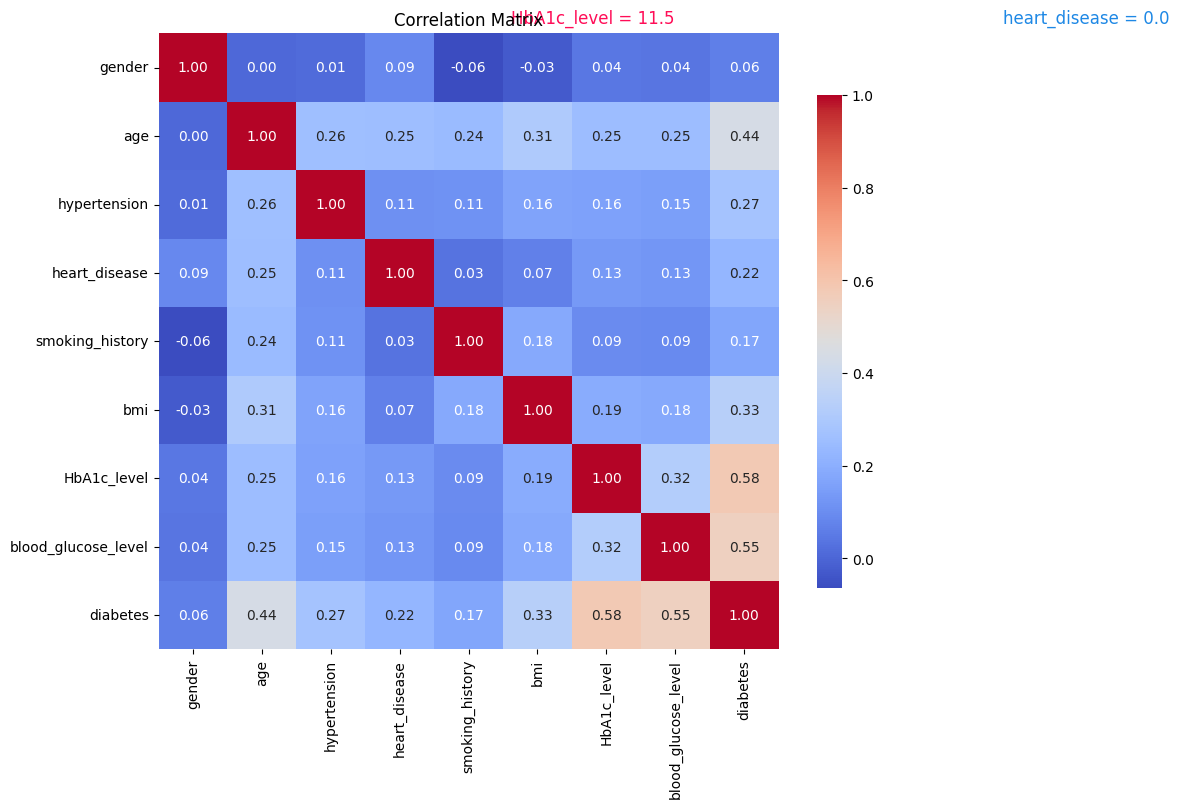 Correlation Matrix
HbA1c_level = 11.5
heart_disease = 0.0
gender 1.00 0.00 0.01 0.09 -0.06 -0.03 0.04 0.04 0.06
age 0.00 1.00 0.26 0.25 0.24 0.31 0.25 0.25 0.44
hypertension 0.01 0.26 1.00 0.11 0.11 0.16 0.16 0.15 0.27
heart_disease 0.09 0.25 0.11 1.00 0.03 0.07 0.13 0.13 0.22
smoking_history -0.06 0.24 0.11 0.03 1.00 0.18 0.09 0.09 0.17
bmi -0.03 0.31 0.16 0.07 0.18 1.00 0.19 0.18 0.33
HbA1c_level 0.04 0.25 0.16 0.13 0.09 0.19 1.00 0.32 0.58
blood_glucose_level 0.04 0.25 0.15 0.13 0.09 0.18 0.32 1.00 0.55
diabetes 0.06 0.44 0.27 0.22 0.17 0.33 0.58 0.55 1.00
gender
age
hypertension
heart_disease
smoking_history
bmi
HbA1c_level
blood_glucose_level
diabetes
1.0
0.8
0.6
0.4
0.2
0.0